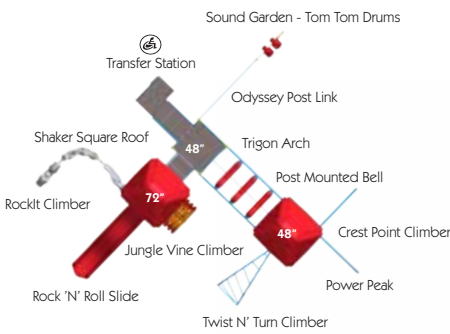 Sound Garden - Tom Tom Drums
Transfer Station
Odyssey Post Link
Shaker Square Roof
48"
Trigon Arch
Post Mounted Bell
72"
RockIt Climber
48"
Crest Point Climber
Jungle Vine Climber
Power Peak
Rock 'N' Roll Slide
Twist N' Turn Climber